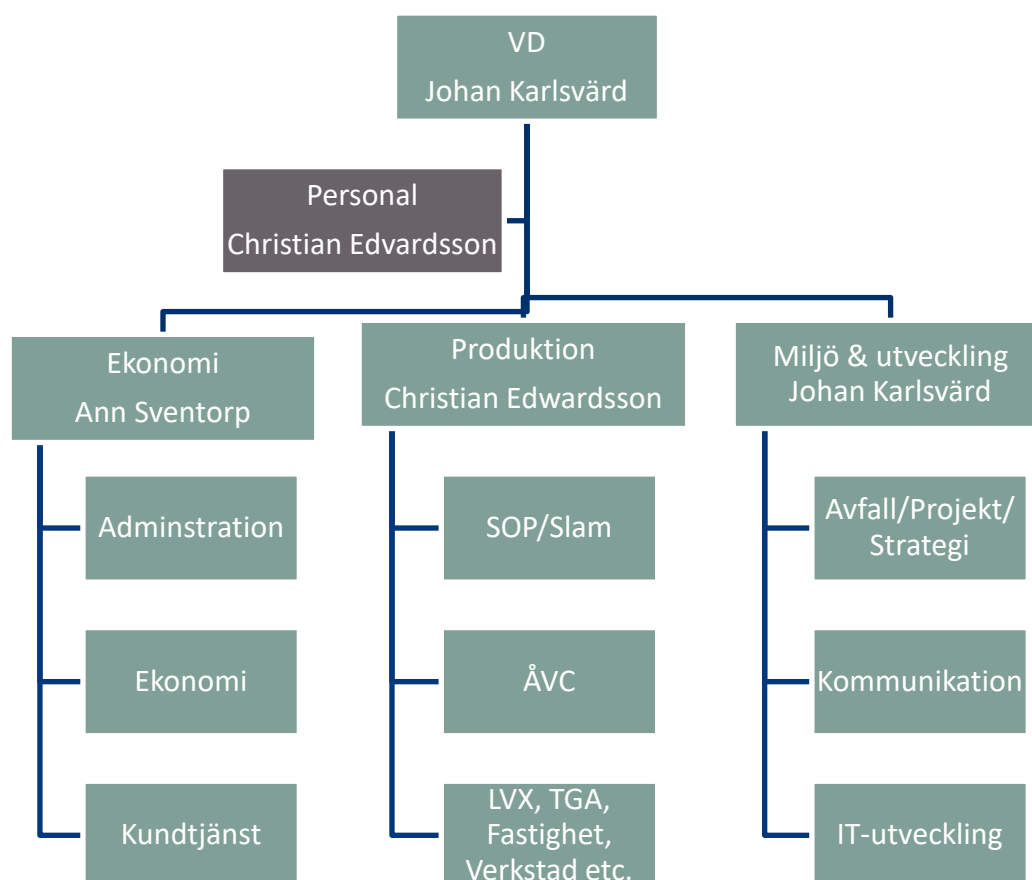 VD
Johan Karlsvärd
Personal
Christian Edvardsson
Ekonomi
Ann Sventorp
Produktion
Christian Edwardsson
Miljö & utveckling
Johan Karlsvärd
Adminstration
Ekonomi
Kundtjänst
SOP/Slam
ÅVC
LVX, TGA,
Fastighet,
Verkstad etc.
Avfall/Projekt/
Strategi
Kommunikation
IT-utveckling